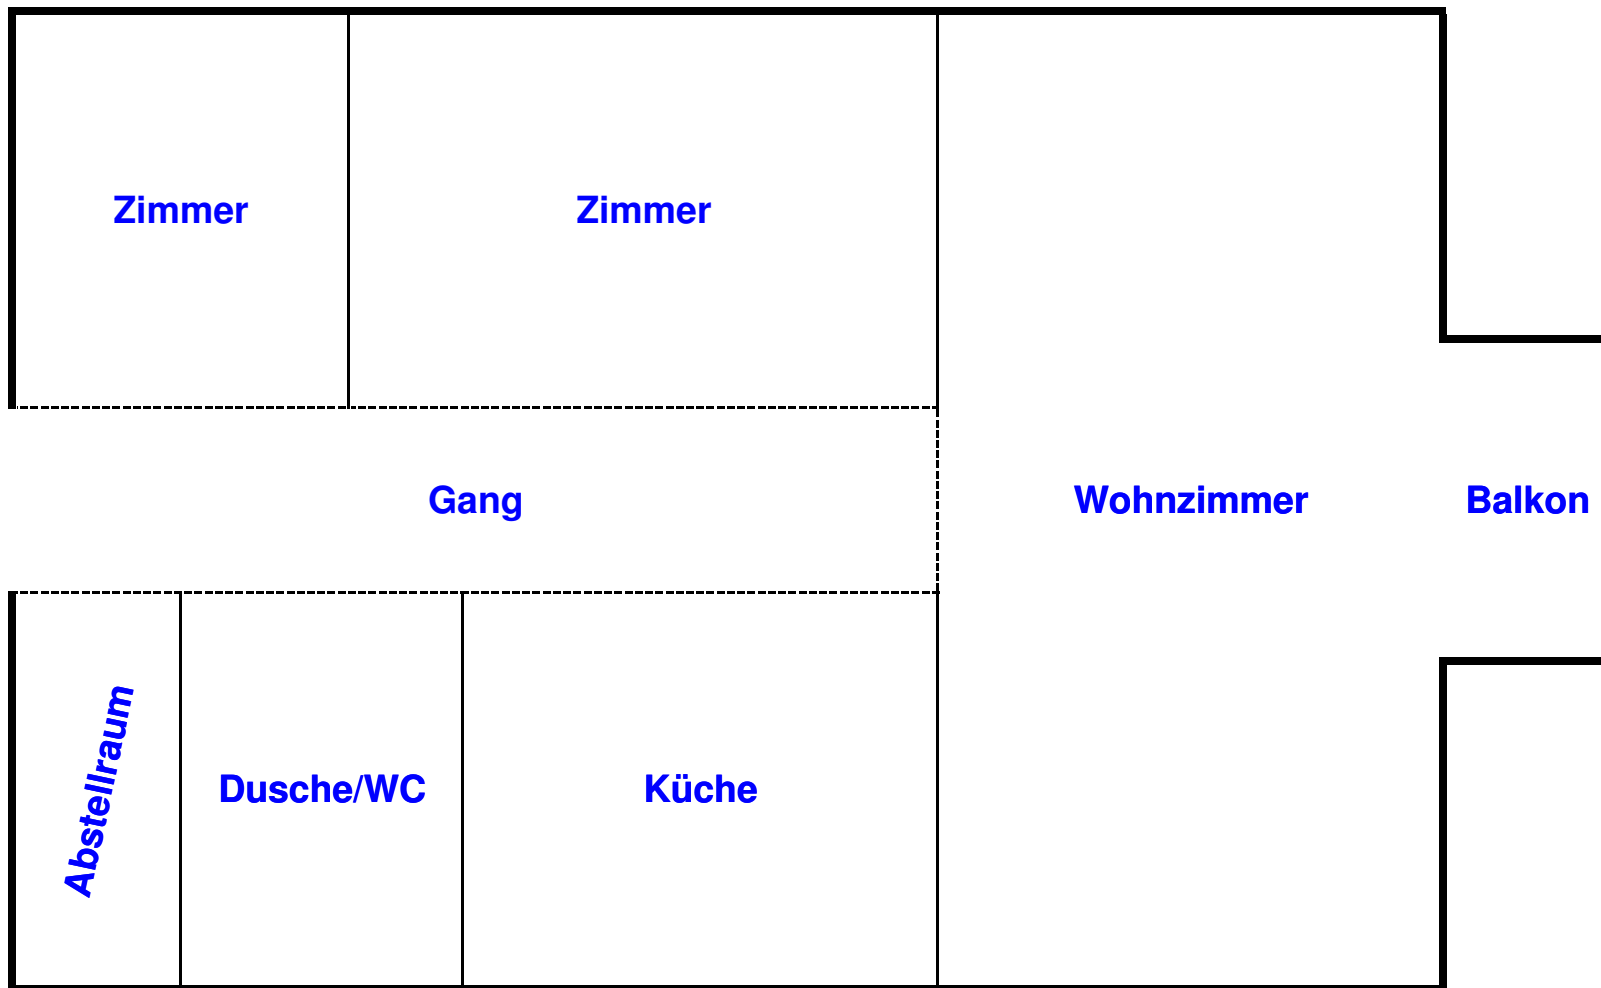 Zimmer
Zimmer
Gang
Wohnzimmer
Balkon
Abstellraum
Dusche/WC
Küche